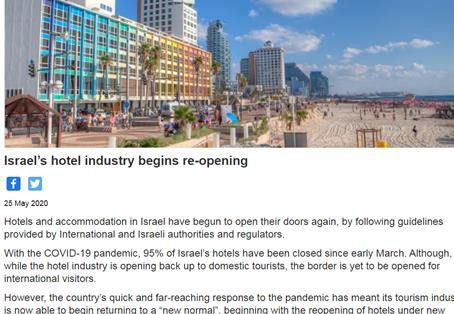 Israel's hotel industry begins re-opening
25 May 2020
Hotels and accommodation in Israel have begun to open their doors again, by following guidelines
provided by International and Israeli authorities and regulators.
With the COVID-19 pandemic, 95% of Israel's hotels have been closed since early March. Although,
while the hotel industry is opening back up to domestic tourists, the border is yet to be opened for
international visitors.
However, the country's quick and far-reaching response to the pandemic has meant its tourism indus
is now able to begin returning to a “new normal”, beginning with the reopening of hotels under new